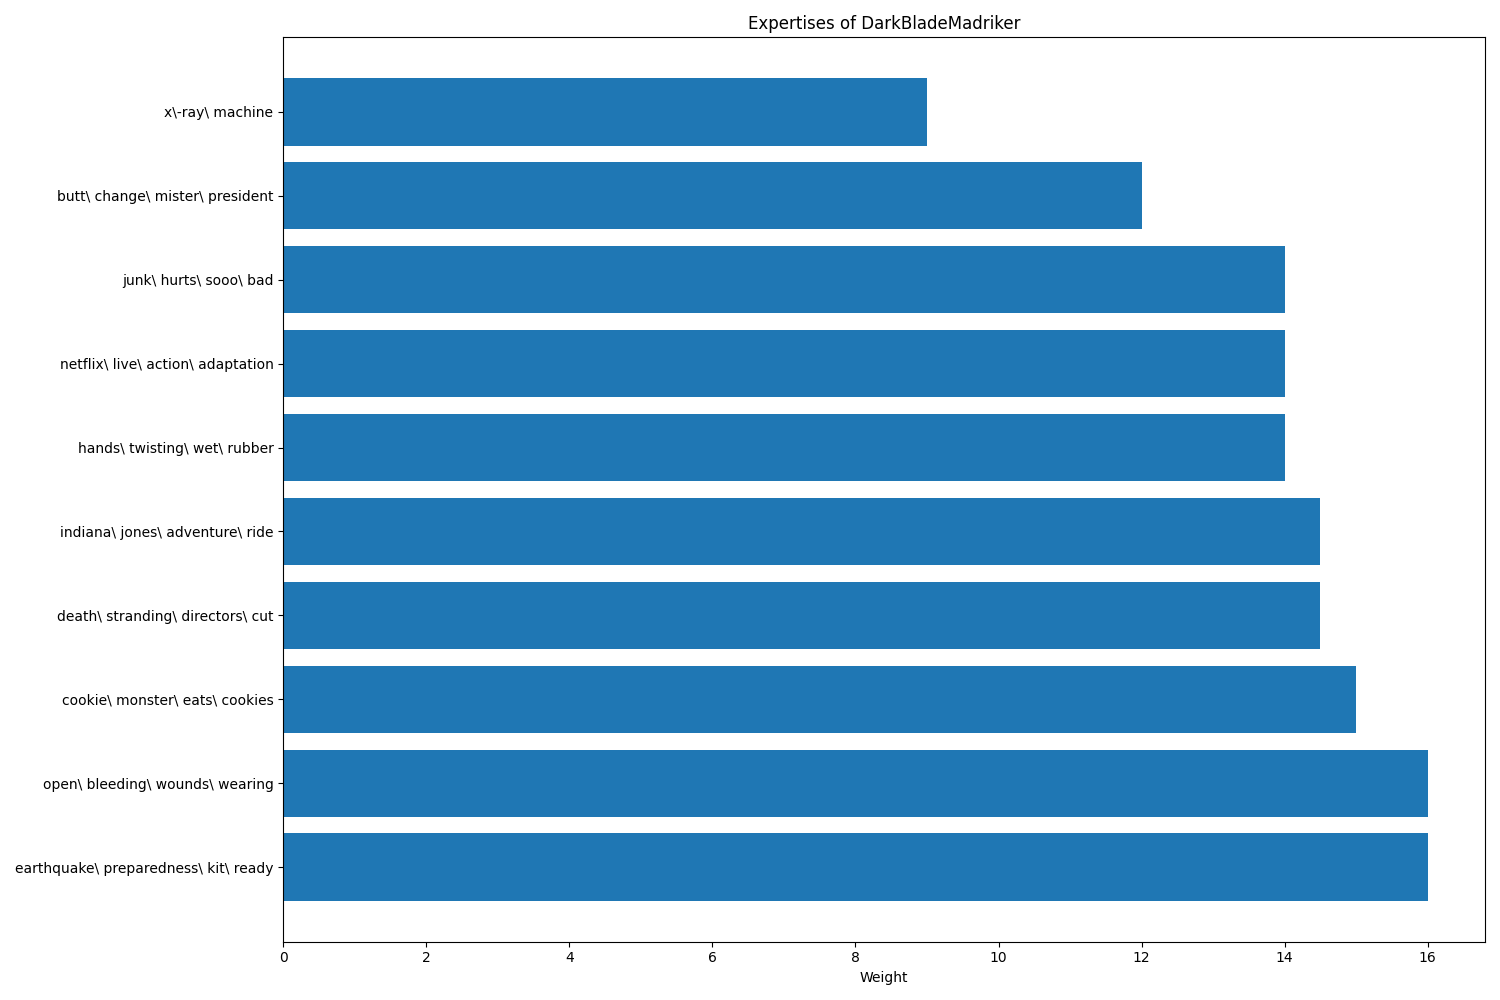 Expertises of DarkBladeMadriker
x\-ray\ machine
butt\ change\ mister\ president
junk\ hurts\ sooo\ bad
netflix\ live\ action\ adaptation
hands\ twisting\ wet\ rubber
indiana\ jones\ adventure\ ride
death\ stranding\ directors\ cut
cookie\ monster\ eats\ cookies
open\ bleeding\ wounds\ wearing
earthquake\ preparedness\ kit\ ready
0 2 4 6 8 10 12 14 16
Weight